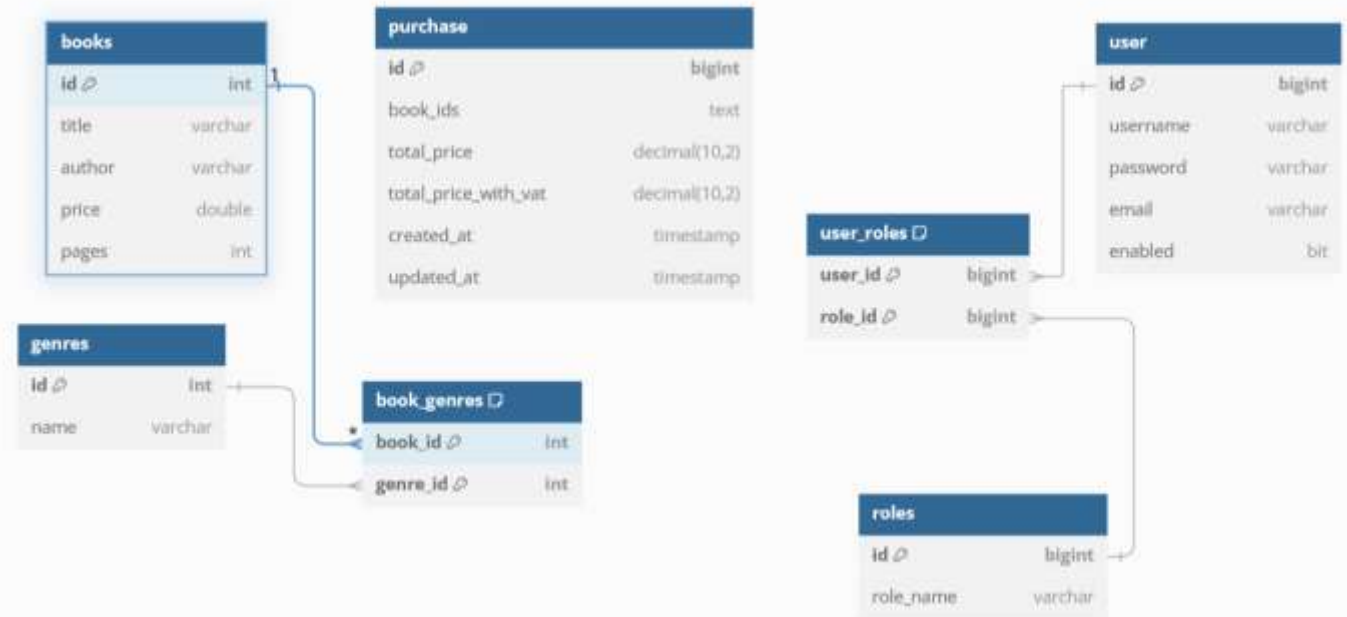 books
id int
title varchar
author varchar
price double
pages int
1
purchase
id bigint
book_ids text
total_price decimal(10,2)
total_price_with_vat decimal(10,2)
created_at timestamp
updated_at timestamp
user
id bigint
username varchar
password varchar
email varchar
enabled bit
user_roles
user_id bigint
role_id bigint
genres
id int
name varchar
book_genres
*
book_id int
genre_id int
roles
id bigint
role_name varchar